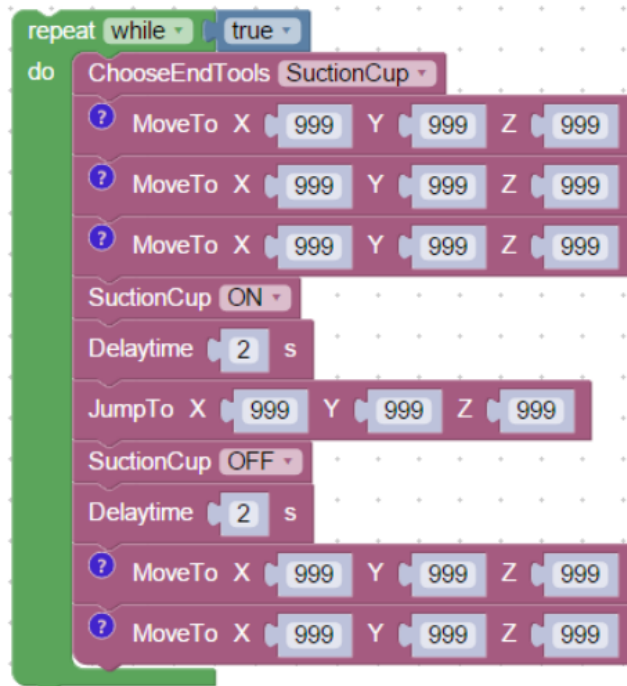 repeat while true
do ChooseEndTools SuctionCup
? MoveTo X 999 Y 999 Z 999
? MoveTo X 999 Y 999 Z 999
? MoveTo X 999 Y 999 Z 999
SuctionCup ON
Delaytime 2 s
JumpTo X 999 Y 999 Z 999
SuctionCup OFF
Delaytime 2 s
? MoveTo X 999 Y 999 Z 999
? MoveTo X 999 Y 999 Z 999